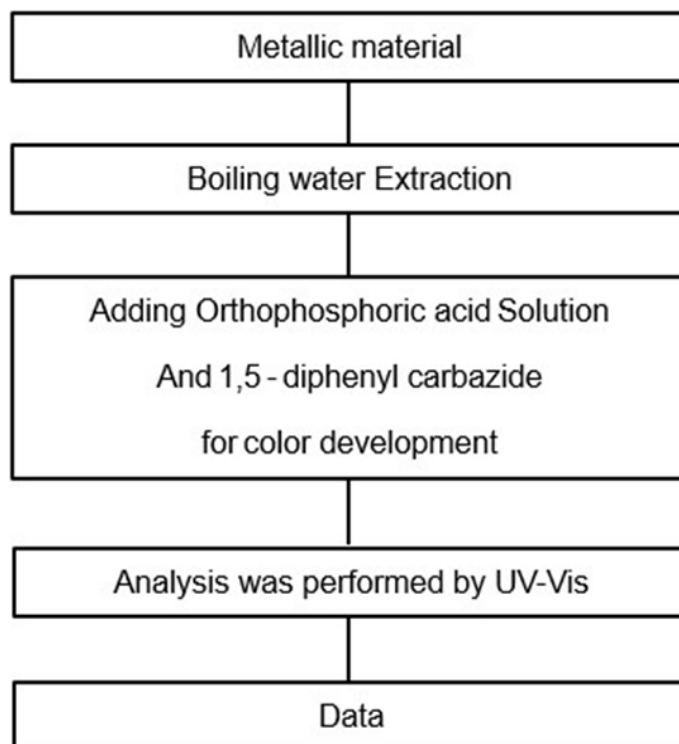 Metallic material
Boiling water Extraction
Adding Orthophosphoric acid Solution
And 1,5 - diphenyl carbazide
for color development
Analysis was performed by UV-Vis
Data